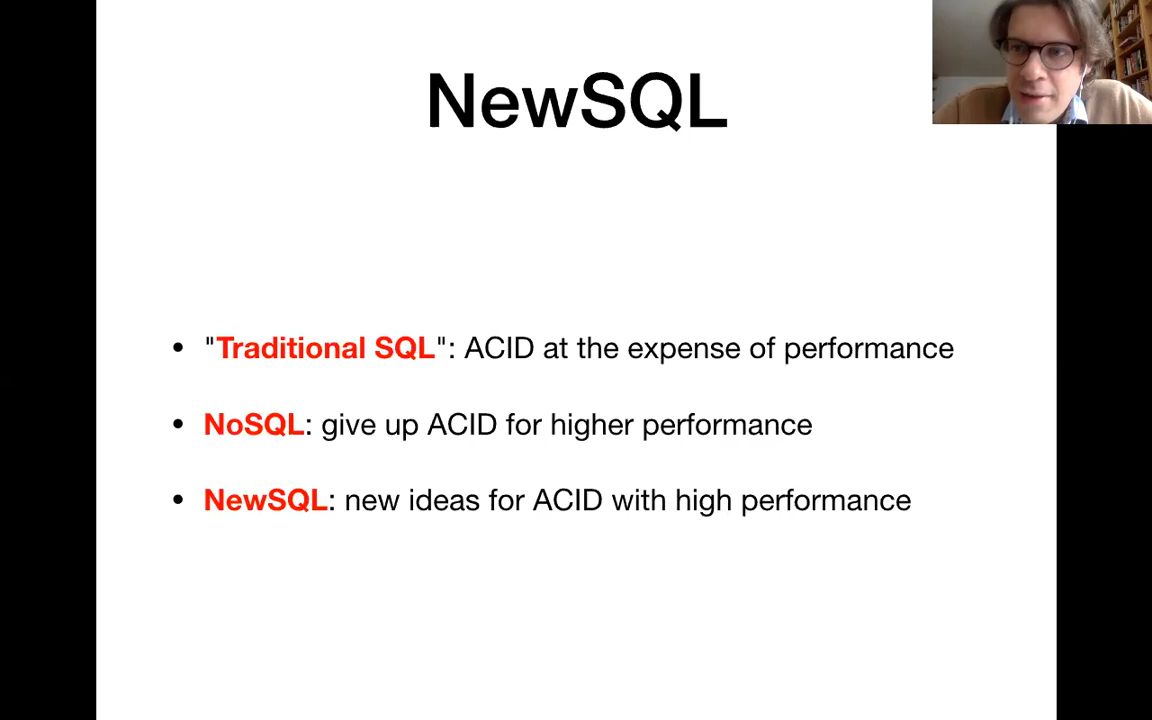 NewSQL
• "Traditional SQL": ACID at the expense of performance
• NoSQL: give up ACID for higher performance
• NewSQL: new ideas for ACID with high performance